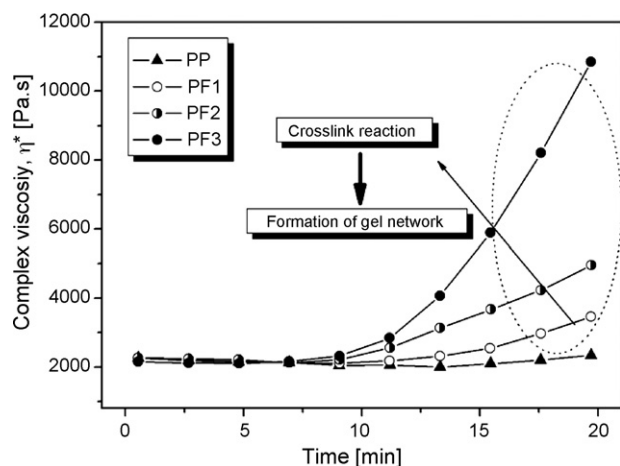 12000
10000
8000
6000
4000
2000
Complex viscosiy, η* [Pa.s]
PP
PF1
PF2
PF3
Crosslink reaction
Formation of gel network
0 5 10 15 20
Time [min]